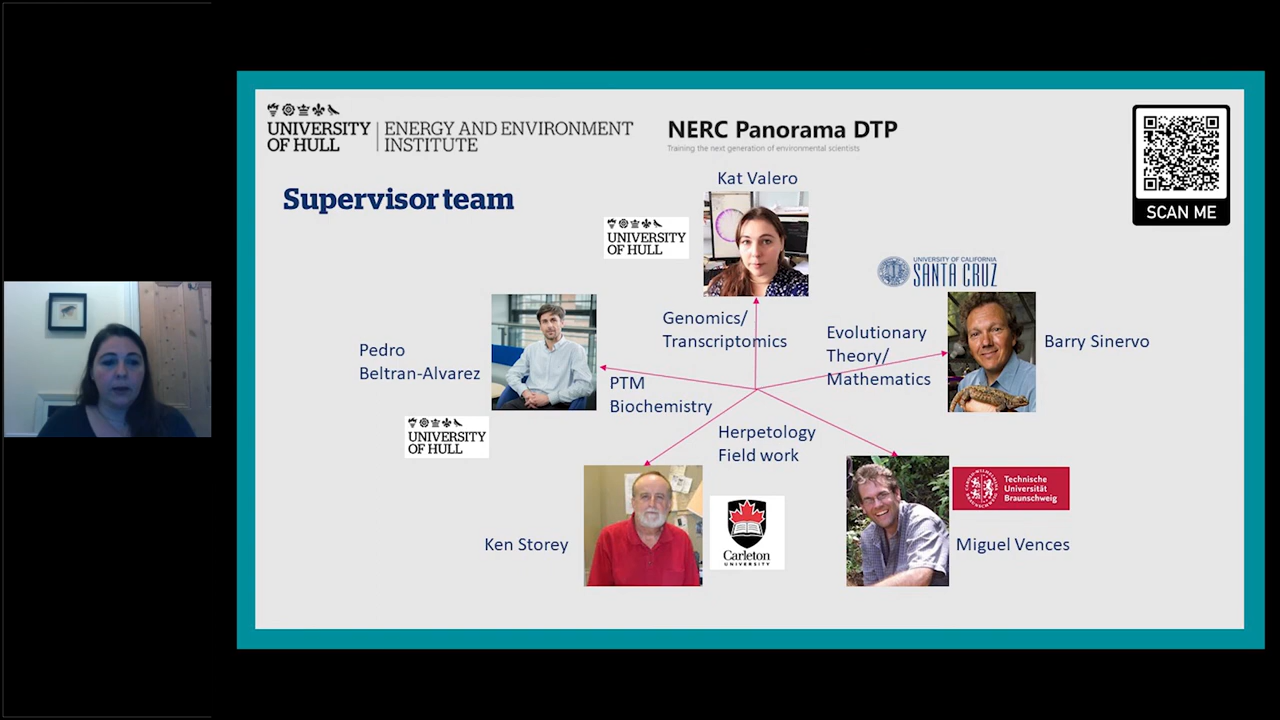 UNIVERSITY
OF HULL
ENERGY AND ENVIRONMENT
INSTITUTE
NERC Panorama DTP
Training the next generation of environmental scientists
SCAN ME
Supervisor team
Kat Valero
UNIVERSITY
OF HULL
UNIVERSITY OF CALIFORNIA
SANTA CRUZ
Genomics/
Transcriptomics
Evolutionary
Theory/
Mathematics
Barry Sinervo
Pedro
Beltran-Alvarez
PTM
Biochemistry
UNIVERSITY
OF HULL
Herpetology
Field work
Technische
Universität
Braunschweig
Ken Storey
Carleton
UNIVERSITY
Miguel Vences